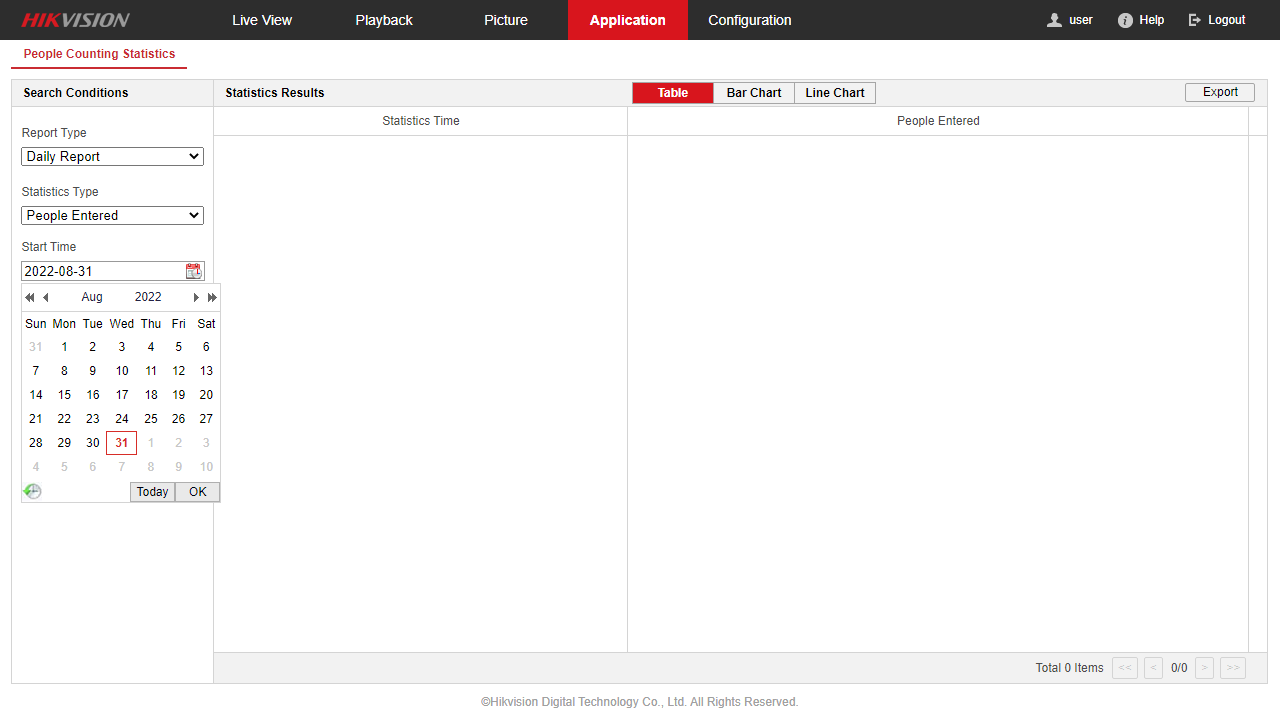 HIKVISION Live View Playback Picture Application Configuration user Help Logout
People Counting Statistics
Search Conditions Statistics Results Table Bar Chart Line Chart Export
Statistics Time People Entered
Report Type
Daily Report
Statistics Type
People Entered
Start Time
2022-08-31
Aug 2022
Sun Mon Tue Wed Thu Fri Sat
31 1 2 3 4 5 6
7 8 9 10 11 12 13
14 15 16 17 18 19 20
21 22 23 24 25 26 27
28 29 30 31 1 2 3
4 5 6 7 8 9 10
Today OK
Total 0 Items << < 0/0 > >>
©Hikvision Digital Technology Co., Ltd. All Rights Reserved.